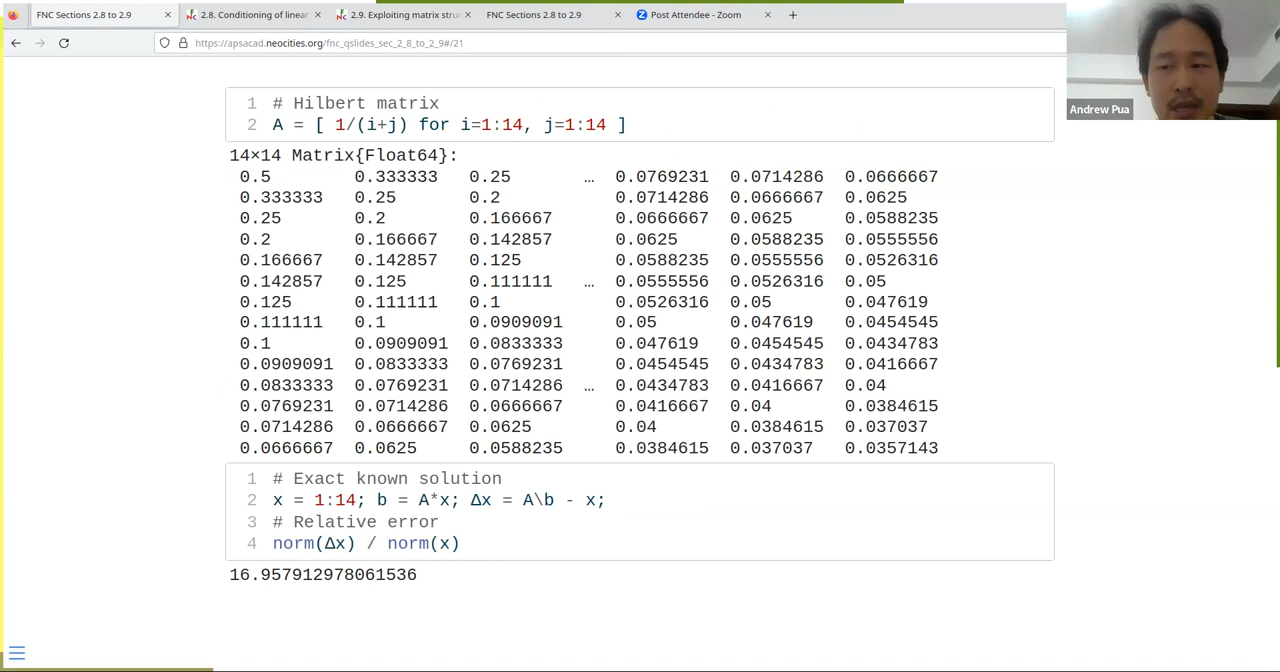 FNC Sections 2.8 to 2.9
2.8. Conditioning of linear
2.9. Exploiting matrix struc
FNC Sections 2.8 to 2.9
Post Attendee - Zoom
https://apsacad.neocities.org/fnc_qslides_sec_2_8_to_2_9#/21
Andrew Pua
1 # Hilbert matrix
2 A = [ 1/(i+j) for i=1:14, j=1:14 ]
14×14 Matrix{Float64}:
0.5 0.333333 0.25 … 0.0769231 0.0714286 0.0666667
0.333333 0.25 0.2 0.0714286 0.0666667 0.0625
0.25 0.2 0.166667 0.0666667 0.0625 0.0588235
0.2 0.166667 0.142857 0.0625 0.0588235 0.0555556
0.166667 0.142857 0.125 0.0588235 0.0555556 0.0526316
0.142857 0.125 0.111111 … 0.0555556 0.0526316 0.05
0.125 0.111111 0.1 0.0526316 0.05 0.047619
0.111111 0.1 0.0909091 0.05 0.047619 0.0454545
0.1 0.0909091 0.0833333 0.047619 0.0454545 0.0434783
0.0909091 0.0833333 0.0769231 0.0454545 0.0434783 0.0416667
0.0833333 0.0769231 0.0714286 … 0.0434783 0.0416667 0.04
0.0769231 0.0714286 0.0666667 0.0416667 0.04 0.0384615
0.0714286 0.0666667 0.0625 0.04 0.0384615 0.037037
0.0666667 0.0625 0.0588235 0.0384615 0.037037 0.0357143
1 # Exact known solution
2 x = 1:14; b = A*x; Δx = A\b - x;
3 # Relative error
4 norm(Δx) / norm(x)
16.957912978061536